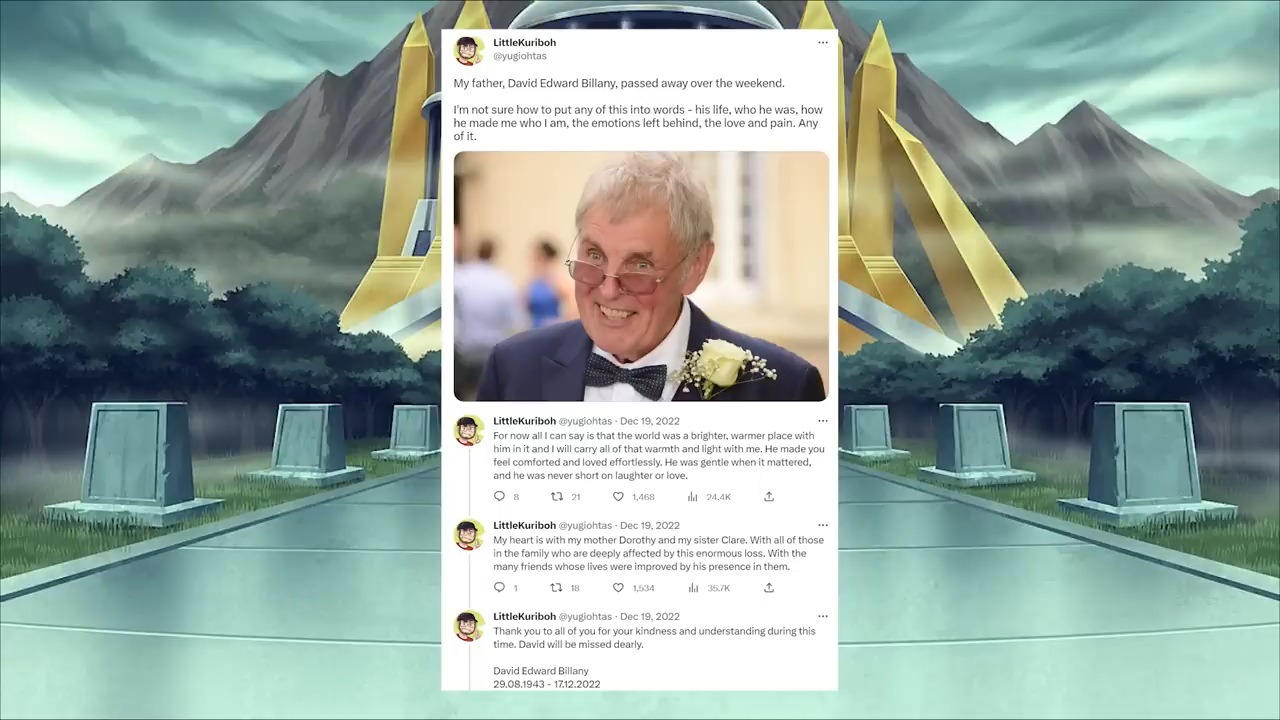 LittleKuriboh
@yugiohtas
My father, David Edward Billany, passed away over the weekend.
I'm not sure how to put any of this into words - his life, who he was, how
he made me who I am, the emotions left behind, the love and pain. Any
of it.
LittleKuriboh @yugiohtas · Dec 19, 2022
For now all I can say is that the world was a brighter, warmer place with
him in it and I will carry all of that warmth and light with me. He made you
feel comforted and loved effortlessly. He was gentle when it mattered,
and he was never short on laughter or love.
8 21 1,468 24.4K
LittleKuriboh @yugiohtas · Dec 19, 2022
My heart is with my mother Dorothy and my sister Clare. With all of those
in the family who are deeply affected by this enormous loss. With the
many friends whose lives were improved by his presence in them.
1 18 1,534 35.7K
LittleKuriboh @yugiohtas · Dec 19, 2022
Thank you to all of you for your kindness and understanding during this
time. David will be missed dearly.
David Edward Billany
29.08.1943 - 17.12.2022